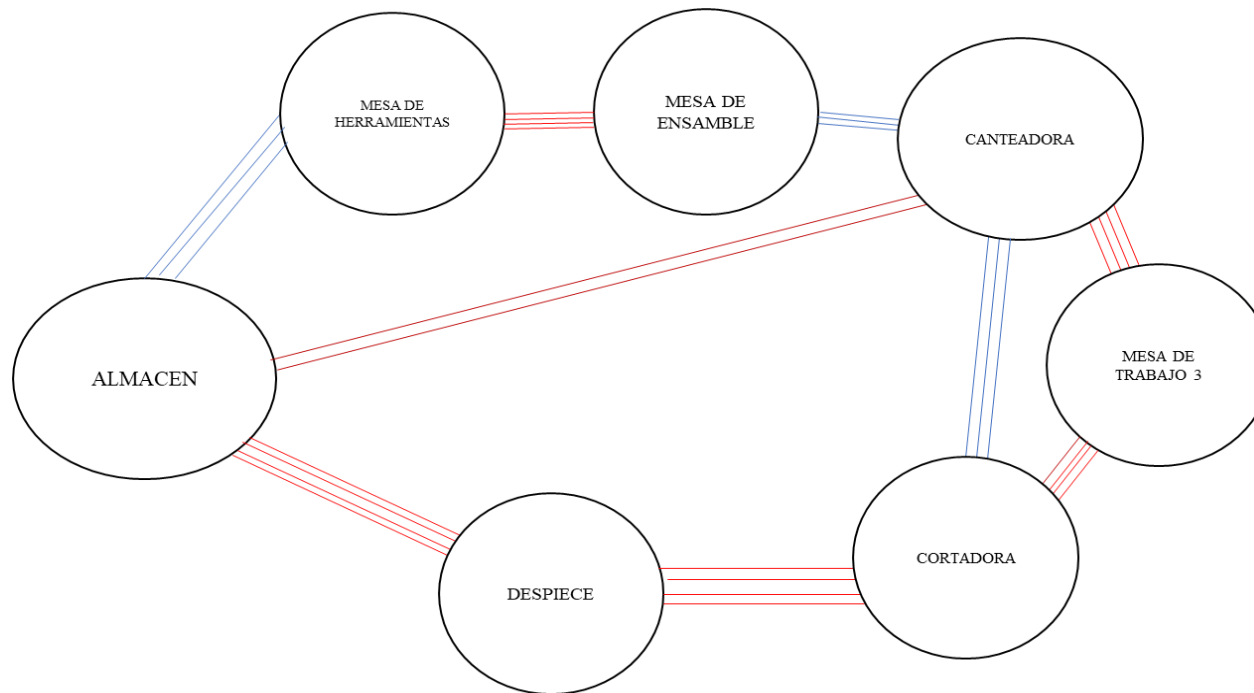 MESA DE
HERRAMIENTAS
MESA DE
ENSAMBLE
CANTEADORA
ALMACEN
MESA DE
TRABAJO 3
DESPIECE
CORTADORA